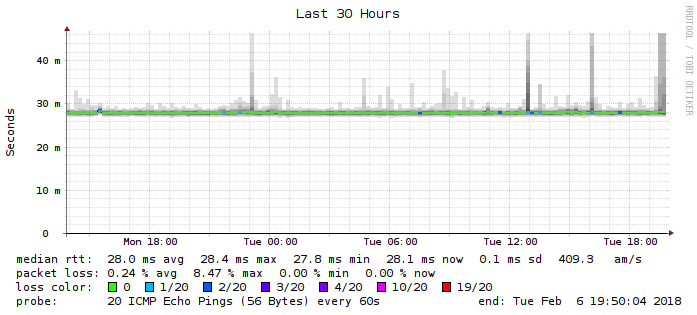 Last 30 Hours
RRDTOOL / TOBI OETIKER
Seconds
40 m
30 m
20 m
10 m
0
Mon 18:00 Tue 00:00 Tue 06:00 Tue 12:00 Tue 18:00
median rtt: 28.0 ms avg 28.4 ms max 27.8 ms min 28.1 ms now 0.1 ms sd 409.3 am/s
packet loss: 0.24 % avg 8.47 % max 0.00 % min 0.00 % now
loss color: 0 1/20 2/20 3/20 4/20 10/20 19/20
probe: 20 ICMP Echo Pings (56 Bytes) every 60s end: Tue Feb 6 19:50:04 2018